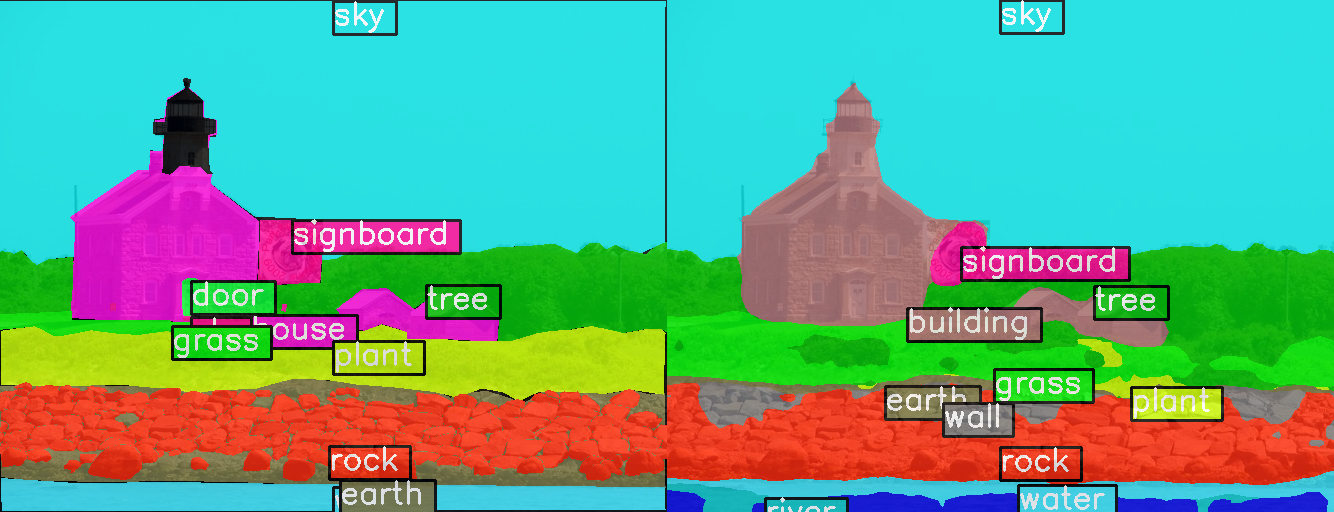 sky
signboard
door
tree
house
grass
plant
rock
earth
sky
signboard
tree
building
grass
earth
plant
wall
rock
water
river